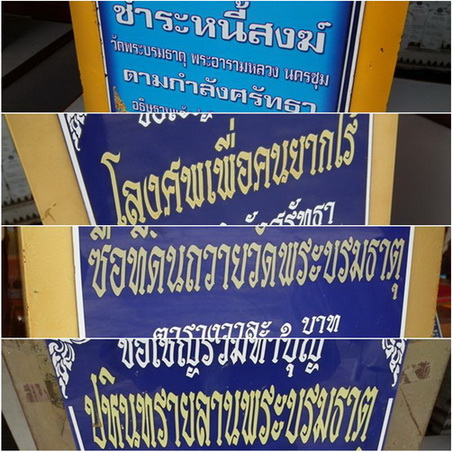 ชำระหนี้สงฆ์
วัดพระบรมธาตุ พระอารามหลวง นครชุม
ตามกำลังศรัทธา
โลงศพเพื่อคนยากไร้
ซื้อที่ดินถวายวัดพระบรมธาตุ
ตารางวาละ ๑ บาท
ขอเชิญร่วมทำบุญ
ปูหินทรายลานพระบรมธาตุ